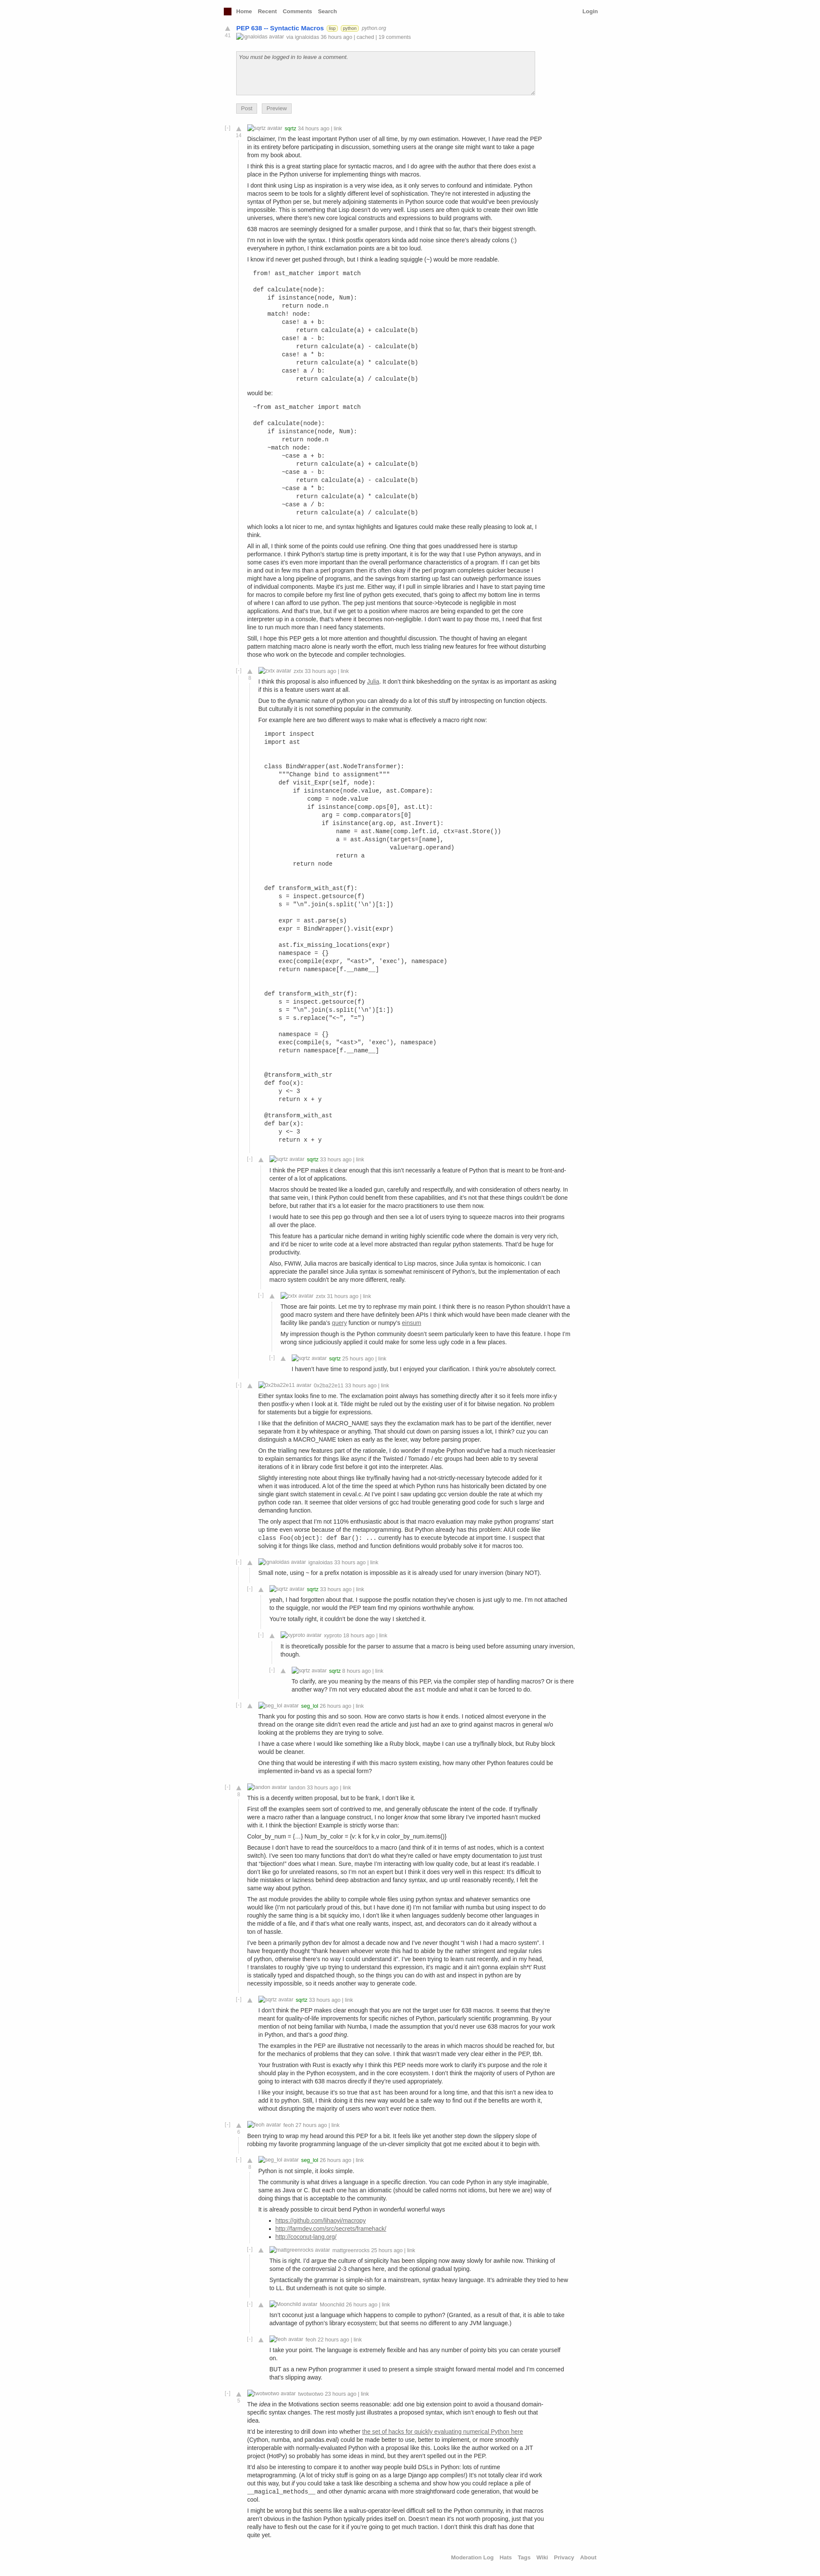 Home Recent Comments Search Login
PEP 638 -- Syntactic Macros lisp python python.org
41
ignaloidas avatar via ignaloidas 36 hours ago | cached | 19 comments
You must be logged in to leave a comment.
Post Preview
[-] sqrtz avatar sqrtz 34 hours ago | link
14
Disclaimer, I'm the least important Python user of all time, by my own estimation. However, I have read the PEP
in its entirety before participating in discussion, something users at the orange site might want to take a page
from my book about.
I think this is a great starting place for syntactic macros, and I do agree with the author that there does exist a
place in the Python universe for implementing things with macros.
I dont think using Lisp as inspiration is a very wise idea, as it only serves to confound and intimidate. Python
macros seem to be tools for a slightly different level of sophistication. They're not interested in adjusting the
syntax of Python per se, but merely adjoining statements in Python source code that would've been previously
impossible. This is something that Lisp doesn't do very well. Lisp users are often quick to create their own little
universes, where there's new core logical constructs and expressions to build programs with.
638 macros are seemingly designed for a smaller purpose, and I think that so far, that's their biggest strength.
I'm not in love with the syntax. I think postfix operators kinda add noise since there's already colons (:)
everywhere in python, I think exclamation points are a bit too loud.
I know it'd never get pushed through, but I think a leading squiggle (~) would be more readable.
from! ast_matcher import match
def calculate(node):
if isinstance(node, Num):
return node.n
match! node:
case! a + b:
return calculate(a) + calculate(b)
case! a - b:
return calculate(a) - calculate(b)
case! a * b:
return calculate(a) * calculate(b)
case! a / b:
return calculate(a) / calculate(b)
would be:
~from ast_matcher import match
def calculate(node):
if isinstance(node, Num):
return node.n
~match node:
~case a + b:
return calculate(a) + calculate(b)
~case a - b:
return calculate(a) - calculate(b)
~case a * b:
return calculate(a) * calculate(b)
~case a / b:
return calculate(a) / calculate(b)
which looks a lot nicer to me, and syntax highlights and ligatures could make these really pleasing to look at, I
think.
All in all, I think some of the points could use refining. One thing that goes unaddressed here is startup
performance. I think Python's startup time is pretty important, it is for the way that I use Python anyways, and in
some cases it's even more important than the overall performance characteristics of a program. If I can get bits
in and out in few ms than a perl program then it's often okay if the perl program completes quicker because I
might have a long pipeline of programs, and the savings from starting up fast can outweigh performance issues
of individual components. Maybe it's just me. Either way, if I pull in simple libraries and I have to start paying time
for my import before my first line of python gets executed, that's going to affect my bottom line in terms
of where I can afford to use python. The pep just mentions that source->bytecode is negligible in most
applications. And that's true, but if we get to a position where macros are being expanded to get the core
interpreter up in a console, that's where it becomes non-negligible. I don't want to pay those ms, I need that first
line to run much more than I need fancy statements.
Still, I hope this PEP gets a lot more attention and thoughtful discussion. The thought of having an elegant
pattern matching macro alone is nearly worth the effort, much less trialing new features for free without disturbing
those who work on the bytecode and compiler technologies.
[-] zxtx avatar zxtx 33 hours ago | link
6
I think this proposal is also influenced by Julia. It don't think bikeshedding on the syntax is as important as asking
if this is a feature users want at all.
Due to the dynamic nature of python you can already do a lot of this stuff by introspecting on function objects.
But culturally it is not something popular in the community.
For example here are two different ways to make what is effectively a macro right now:
import inspect
import ast
class BindWrapper(ast.NodeTransformer):
"""Change bind to assignment"""
def visit_Expr(self, node):
if isinstance(node.value, ast.Compare):
comp = node.value
if isinstance(comp.ops[0], ast.Lt):
arg = comp.comparators[0]
if isinstance(arg.op, ast.Invert):
name = ast.Name(comp.left.id, ctx=ast.Store())
a = ast.Assign(targets=[name],
value=arg.operand)
return a
return node
def transform_with_ast(f):
s = inspect.getsource(f)
s = "\n".join(s.split('\n')[1:])
expr = ast.parse(s)
expr = BindWrapper().visit(expr)
ast.fix_missing_locations(expr)
namespace = {}
exec(compile(expr, "<ast>", 'exec'), namespace)
return namespace[f.__name__]
def transform_with_str(f):
s = inspect.getsource(f)
s = "\n".join(s.split('\n')[1:])
s = s.replace("<~", "=")
namespace = {}
exec(compile(s, "<ast>", 'exec'), namespace)
return namespace[f.__name__]
@transform_with_str
def foo(x):
y <~ 3
return x + y
@transform_with_ast
def bar(x):
y <~ 3
return x + y
[-] sqrtz avatar sqrtz 33 hours ago | link
I think the PEP makes it clear enough that this isn't necessarily a feature of Python that is meant to be front-and-
center of a lot of applications.
Macros should be treated like a loaded gun, carefully and respectfully, and with consideration of others nearby. In
that same vein, I think Python could benefit from these capabilities, and it's not that these things couldn't be done
before, but rather that it's a lot easier for the macro practitioners to use them now.
I would hate to see this pep go through and then see a lot of users trying to squeeze macros into their programs
all over the place.
This feature has a particular niche demand in writing highly scientific code where the domain is very very rich,
and it'd be nicer to write code at a level more abstracted than regular python statements. That'd be huge for
productivity.
Also, FWIW, Julia macros are basically identical to Lisp macros, since Julia syntax is homoiconic. I can
appreciate the parallel since Julia syntax is somewhat reminiscent of Python's, but the implementation of each
macro system couldn't be any more different, really.
[-] zxtx avatar zxtx 31 hours ago | link
Those are fair points. Let me try to rephrase my main point. I think there is no reason Python shouldn't have a
good macro system and there have definitely been APIs I think which would have been made cleaner with the
facility like panda's query function or numpy's einsum
My impression though is the Python community doesn't seem particularly keen to have this feature. I hope I'm
wrong since judiciously applied it could make for some less ugly code in a few places.
[-] sqrtz avatar sqrtz 25 hours ago | link
I haven't have time to respond justly, but I enjoyed your clarification. I think you're absolutely correct.
[-] 0x2ba22e11 avatar 0x2ba22e11 33 hours ago | link
Either syntax looks fine to me. The exclamation point always has something directly after it so it feels more infix-y
then postfix-y when I look at it. Tilde might be ruled out by the existing user of it for bitwise negation. No problem
for statements but a biggie for expressions.
I like that the definition of MACRO_NAME says they the exclamation mark has to be part of the identifier, never
separate from it by whitespace or anything. That should cut down on parsing issues a lot, I think? cuz you can
distinguish a MACRO_NAME token as early as the lexer, way before parsing proper.
On the trialling new features part of the rationale, I do wonder if maybe Python would've had a much nicer/easier
to explain semantics for things like async if the Twisted / Tornado / etc groups had been able to try several
iterations of it in library code first before it got into the interpreter. Alas.
Slightly interesting note about things like try/finally having had a not-strictly-necessary bytecode added for it
when it was introduced. A lot of the time the speed at which Python runs has historically been dictated by one
single giant switch statement in ceval.c. At I've point I saw updating gcc version double the rate at which my
python code ran. It seemed that older versions of gcc had trouble generating good code for such s large and
demanding function.
The only aspect that I'm not 110% enthusiastic about is that macro evaluation may make python programs' start
up time even worse because of the metaprogramming. But Python already has this problem: AIUI code like
class Foo(object): def Bar(): ... currently has to execute bytecode at import time. I suspect that
solving it for things like class, method and function definitions would probably solve it for macros too.
[-] ignaloidas avatar ignaloidas 33 hours ago | link
Small note, using ~ for a prefix notation is impossible as it is already used for unary inversion (binary NOT).
[-] sqrtz avatar sqrtz 33 hours ago | link
yeah, I had forgotten about that. I suppose the postfix notation they've chosen is just ugly to me. I'm not attached
to the squiggle, nor would the PEP team find my opinions worthwhile anyhow.
You're totally right, it couldn't be done the way I sketched it.
[-] xyproto avatar xyproto 18 hours ago | link
It is theoretically possible for the parser to assume that a macro is being used before assuming unary inversion,
though.
[-] sqrtz avatar sqrtz 6 hours ago | link
To clarify, are you meaning by the means of this PEP, via the compiler step of handling macros? Or is there
another way? I'm not very educated about the ast module and what it can be forced to do.
[-] seg_lol avatar seg_lol 26 hours ago | link
Thank you for posting this and so soon. How are convo starts is how it ends. I noticed almost everyone in the
thread on the orange site didn't even read the article and just had an axe to grind against macros in general w/o
looking at the problems they are trying to solve.
I have a case where I would like something like a Ruby block, maybe I can use a try/finally block, but Ruby block
would be cleaner.
One thing that would be interesting if with this macro system existing, how many other Python features could be
implemented in-band vs as a special form?
[-] landon avatar landon 33 hours ago | link
8
This is a decently written proposal, but to be frank, I don't like it.
First off the examples seem sort of contrived to me, and generally obfuscate the intent of the code. If try/finally
were a macro rather than a language construct, I no longer know that some library I've imported hasn't mucked
with it. I think the bijection! Example is strictly worse than:
Color_by_num = {…} Num_by_color = {v: k for k,v in color_by_num.items()}
Because I don't have to read the source/docs to a macro (and think of it in terms of ast nodes, which is a context
switch). I've seen too many functions that don't do what they're called or have empty documentation to just trust
that "bijection!" does what I mean. Sure, maybe I'm interacting with low quality code, but at least it's readable. I
don't like go for unrelated reasons, so I'm not an expert but I think it does very well in this respect: It's difficult to
hide mistakes or laziness behind deep abstraction and fancy syntax, and up until reasonably recently, I felt the
same way about python.
The ast module provides the ability to compile whole files using python syntax and whatever semantics one
would like (I'm not particularly proud of this, but I have done it) I'm not familiar with numba but using inspect to do
roughly the same thing is a bit squicky imo, I don't like it when languages suddenly become other languages in
the middle of a file, and if that's what one really wants, inspect, ast, and decorators can do it already without a
ton of hassle.
I've been a primarily python dev for almost a decade now and I've never thought "I wish I had a macro system". I
have frequently thought "thank heaven whoever wrote this had to abide by the rather stringent and regular rules
of python, otherwise there's no way I could understand it". I've been trying to learn rust recently, and in my head,
! translates to roughly 'give up trying to understand this expression, it's magic and it ain't gonna explain sh*t' Rust
is statically typed and dispatched though, so the things you can do with ast and inspect in python are by
necessity impossible, so it needs another way to generate code.
[-] sqrtz avatar sqrtz 33 hours ago | link
I don't think the PEP makes clear enough that you are not the target user for 638 macros. It seems that they're
meant for quality-of-life improvements for specific niches of Python, particularly scientific programming. By your
mention of not being familiar with Numba, I made the assumption that you'd never use 638 macros for your work
in Python, and that's a good thing.
The examples in the PEP are illustrative not necessarily to the areas in which macros should be reached for, but
for the mechanics of problems that they can solve. I think that wasn't made very clear either in the PEP, tbh.
Your frustration with Rust is exactly why I think this PEP needs more work to clarify it's purpose and the role it
should play in the Python ecosystem, and in the core ecosystem. I don't think the majority of users of Python are
going to interact with 638 macros directly if they're used appropriately.
I like your insight, because it's so true that ast has been around for a long time, and that this isn't a new idea to
add it to python. Still, I think doing it this new way would be a safe way to find out if the benefits are worth it,
without disrupting the majority of users who won't ever notice them.
[-] feoh avatar feoh 27 hours ago | link
6
Been trying to wrap my head around this PEP for a bit. It feels like yet another step down the slippery slope of
robbing my favorite programming language of the un-clever simplicity that got me excited about it to begin with.
[-] seg_lol avatar seg_lol 26 hours ago | link
6
Python is not simple, it looks simple.
The community is what drives a language in a specific direction. You can code Python in any style imaginable,
same as Java or C. But each one has an idiomatic (should be called norms not idioms, but here we are) way of
doing things that is acceptable to the community.
It is already possible to circuit bend Python in wonderful wonerful ways
https://github.com/lihaoyi/macropy
http://farmdev.com/src/secrets/framehack/
http://coconut-lang.org/
[-] mattgreenrocks avatar mattgreenrocks 25 hours ago | link
This is right. I'd argue the culture of simplicity has been slipping now away slowly for awhile now. Thinking of
some of the controversial 2-3 changes here, and the optional gradual typing.
Syntactically the grammar is simple-ish for a mainstream, syntax heavy language. It's admirable they tried to hew
to LL. But underneath is not quite so simple.
[-] Moonchild avatar Moonchild 26 hours ago | link
Isn't coconut just a language which happens to compile to python? (Granted, as a result of that, it is able to take
advantage of python's library ecosystem; but that seems no different to any JVM language.)
[-] feoh avatar feoh 22 hours ago | link
I take your point. The language is extremely flexible and has any number of pointy bits you can cerate yourself
on.
BUT as a new Python programmer it used to present a simple straight forward mental model and I'm concerned
that's slipping away.
[-] twotwotwo avatar twotwotwo 23 hours ago | link
5
The idea in the Motivations section seems reasonable: add one big extension point to avoid a thousand domain-
specific syntax changes. The rest mostly just illustrates a proposed syntax, which isn't enough to flesh out that
idea.
It'd be interesting to drill down into whether the set of hacks for quickly evaluating numerical Python here
(Cython, numba, and pandas.eval) could be made better to use, better to implement, or more smoothly
interoperable with normally-evaluated Python with a proposal like this. Looks like the author worked on a JIT
project (HotPy) so probably has some ideas in mind, but they aren't spelled out in the PEP.
It'd also be interesting to compare it to another way people build DSLs in Python: lots of runtime
metaprogramming. (A lot of tricky stuff is going on as a large Django app compiles!) It's not totally clear it'd work
out this way, but if you could take a task like describing a schema and show how you could replace a pile of
__magical_methods__ and other dynamic arcana with more straightforward code generation, that would be
cool.
I might be wrong but this seems like a walrus-operator-level difficult sell to the Python community, in that macros
aren't obvious in the fashion Python typically prides itself on. Doesn't mean it's not worth proposing, just that you
really have to flesh out the case for it if you're going to get much traction. I don't think this draft has done that
quite yet.
Moderation Log Hats Tags Wiki Privacy About